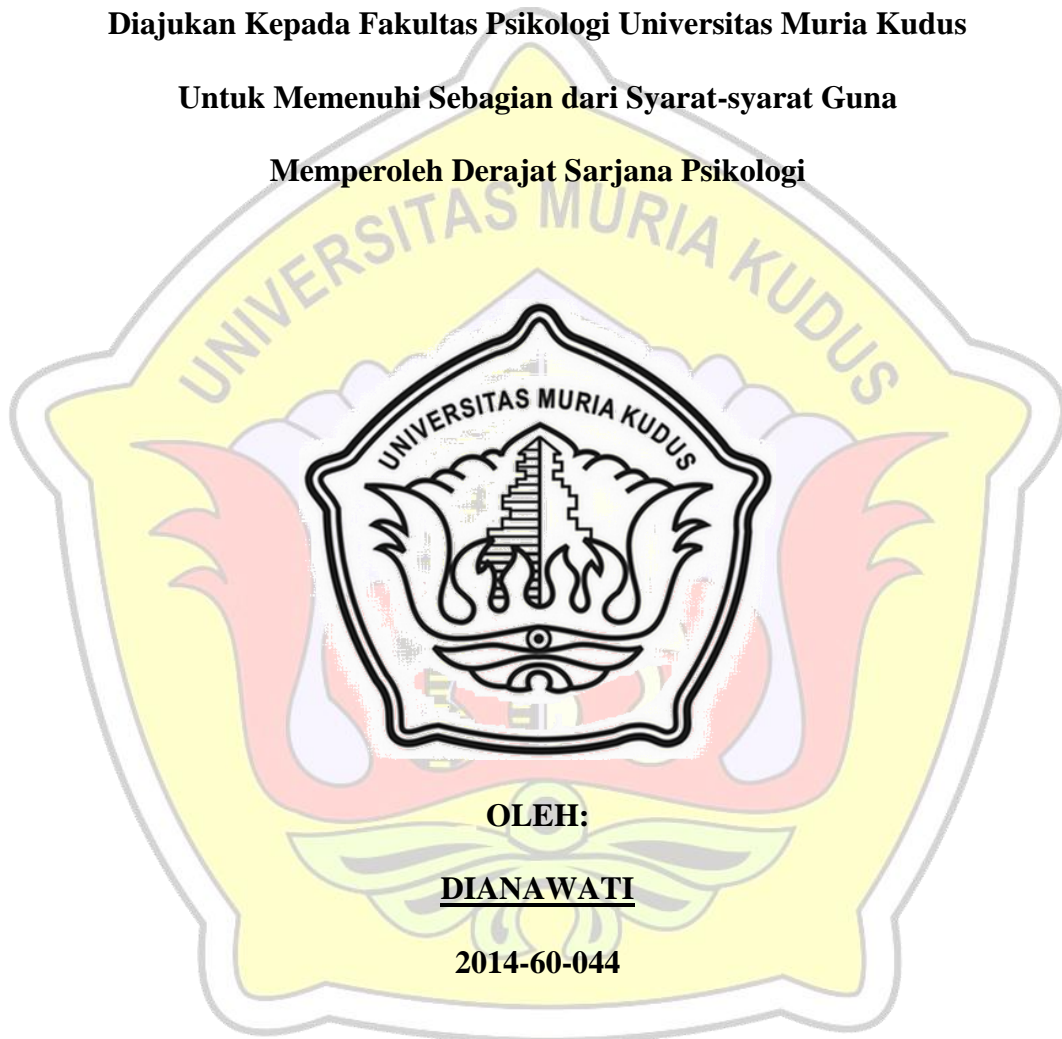 Diajukan Kepada Fakultas Psikologi Universitas Muria Kudus
Untuk Memenuhi Sebagian dari Syarat-syarat Guna
Memperoleh Derajat Sarjana Psikologi
UNIVERSITAS MURIA KUDUS
UNIVERSITAS MURIA KUDUS
OLEH:
DIANAWATI
2014-60-044